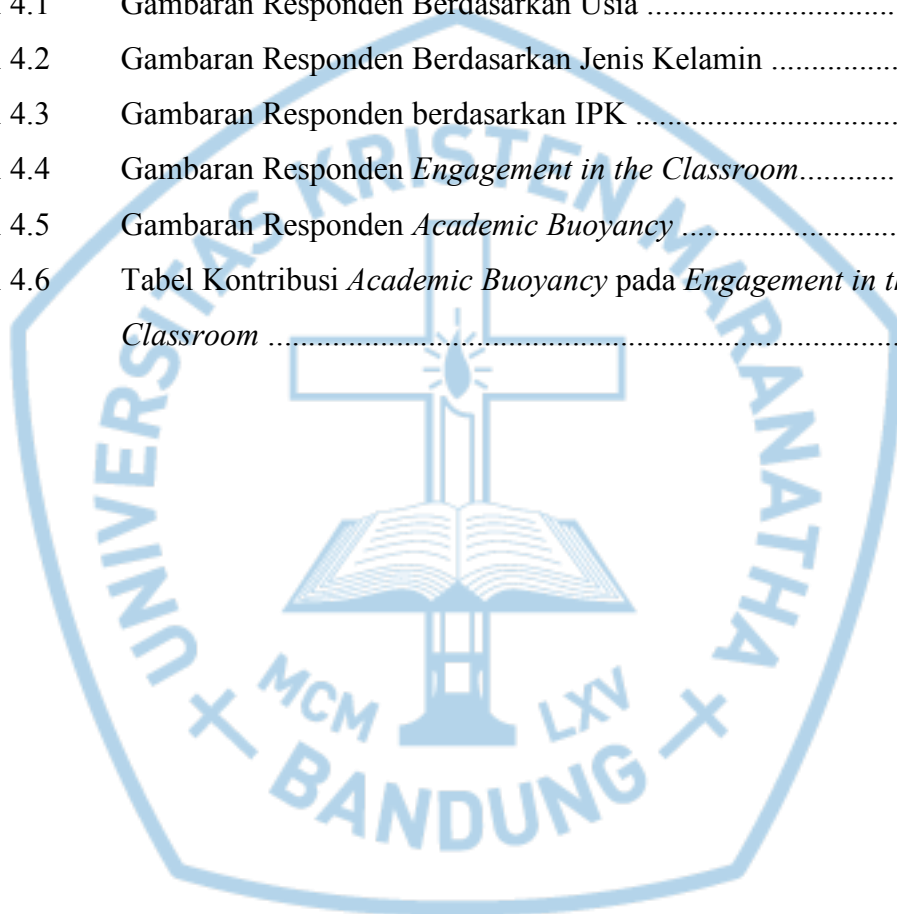 4.1 Gambaran Responden Berdasarkan Usia ................................
4.2 Gambaran Responden Berdasarkan Jenis Kelamin ................
4.3 Gambaran Responden berdasarkan IPK .................................
4.4 Gambaran Responden Engagement in the Classroom............
4.5 Gambaran Responden Academic Buoyancy ...........................
4.6 Tabel Kontribusi Academic Buoyancy pada Engagement in
Classroom ................................................................................
UNIVERSITAS KRISTEN MARANATHA
MCM LXV
BANDUNG